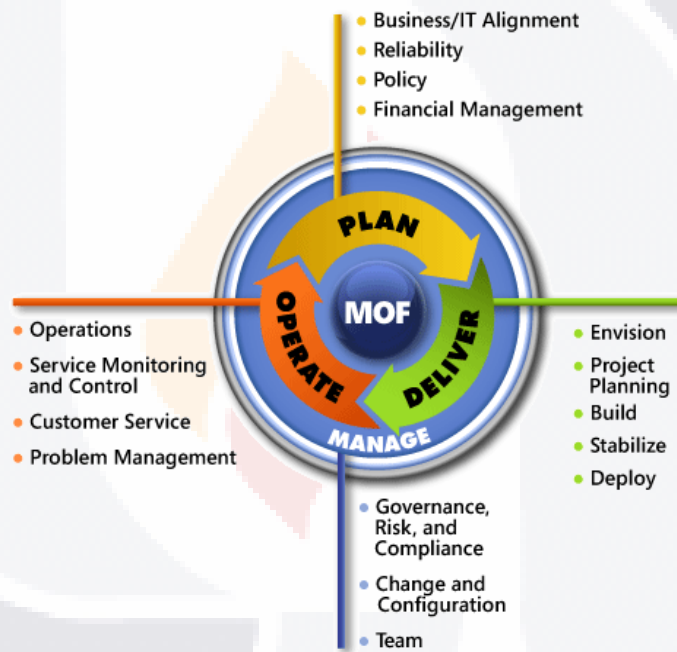 Business/IT Alignment
Reliability
Policy
Financial Management
PLAN
MOF
OPERATE
DELIVER
MANAGE
Operations
Service Monitoring
and Control
Customer Service
Problem Management
Envision
Project
Planning
Build
Stabilize
Deploy
Governance,
Risk, and
Compliance
Change and
Configuration
Team